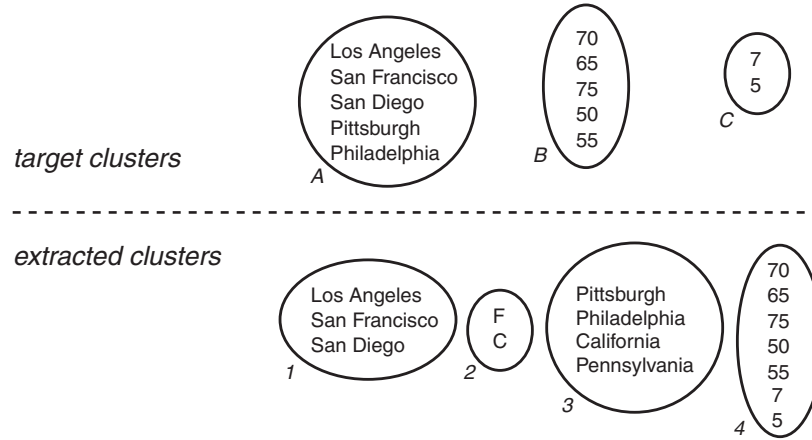 target clusters
Los Angeles
San Francisco
San Diego
Pittsburgh
Philadelphia
A
70
65
75
50
55
B
7
5
C
extracted clusters
Los Angeles
San Francisco
San Diego
1
F
C
2
Pittsburgh
Philadelphia
California
Pennsylvania
3
70
65
75
50
55
7
5
4